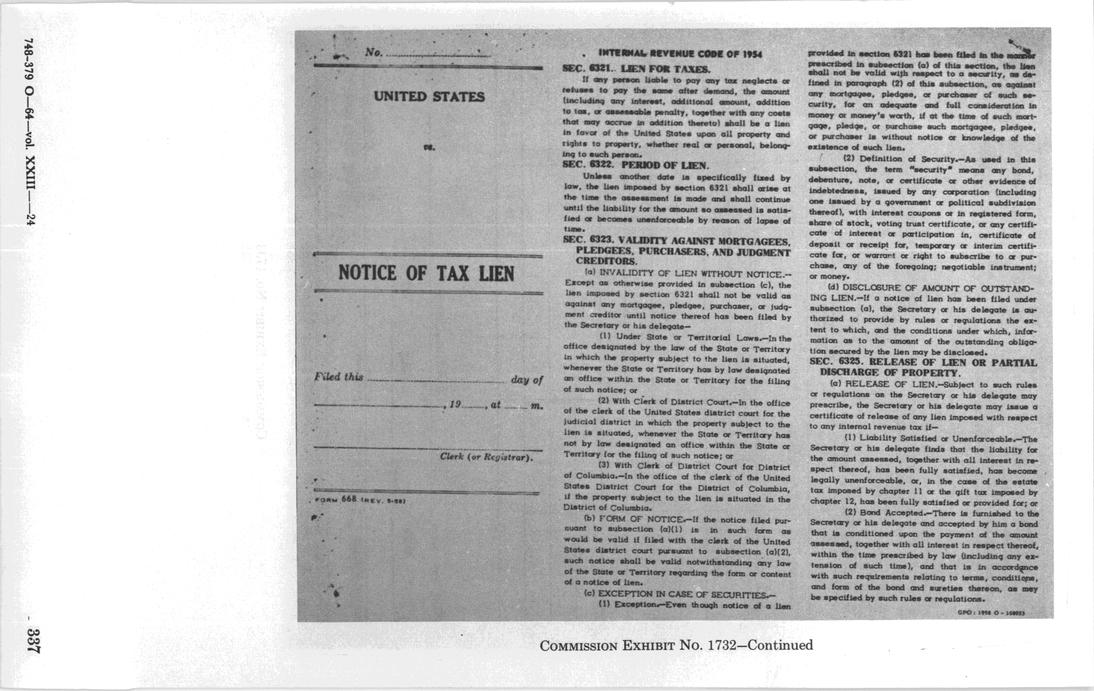 748-379 O—64—vol. XXIII——24
337
No.
UNITED STATES
vs.
NOTICE OF TAX LIEN
Filed this day of
, 19 , at m.
Clerk (or Registrar).
FORM 668 (REV. 5-58)
INTERNAL REVENUE CODE OF 1954
SEC. 6321. LIEN FOR TAXES.
If any person liable to pay any tax neglects or
refuses to pay the same after demand, the amount
(including any interest, additional amount, addition
to tax, or assessable penalty, together with any costs
that may accrue in addition thereto) shall be a lien
in favor of the United States upon all property and
rights to property, whether real or personal, belong-
ing to such person.
SEC. 6322. PERIOD OF LIEN.
Unless another date is specifically fixed by
law, the lien imposed by section 6321 shall arise at
the time the assessment is made and shall continue
until the liability for the amount so assessed is satis-
fied or becomes unenforceable by reason of lapse of
time.
SEC. 6323. VALIDITY AGAINST MORTGAGEES,
PLEDGEES, PURCHASERS, AND JUDGMENT
CREDITORS.
(a) INVALIDITY OF LIEN WITHOUT NOTICE.—
Except as otherwise provided in subsection (c), the
lien imposed by section 6321 shall not be valid as
against any mortgagee, pledgee, purchaser, or judg-
ment creditor until notice thereof has been filed by
the Secretary or his delegate—
(1) Under State or Territorial Laws.—In the
office designated by the law of the State or Territory
in which the property subject to the lien is situated,
whenever the State or Territory has by law designated
an office within the State or Territory for the filing
of such notice; or
(2) With Clerk of District Court.—In the office
of the clerk of the United States district court for the
judicial district in which the property subject to the
lien is situated, whenever the State or Territory has
not by law designated an office within the State or
Territory for the filing of such notice; or
(3) With Clerk of District Court for District
of Columbia.—In the office of the clerk of the United
States District Court for the District of Columbia,
if the property subject to the lien is situated in the
District of Columbia.
(b) FORM OF NOTICE.—If the notice filed pur-
suant to subsection (a)(1) is in such form as
would be valid if filed with the clerk of the United
States district court pursuant to subsection (a)(2),
such notice shall be valid notwithstanding any law
of the State or Territory regarding the form or content
of a notice of lien.
(c) EXCEPTION IN CASE OF SECURITIES.—
(1) Exception.—Even though notice of a lien
provided in section 6321 has been filed in the manner
prescribed in subsection (a) of this section, the lien
shall not be valid with respect to a security, as de-
fined in paragraph (2) of this subsection, as against
any mortgagee, pledgee, or purchaser of such se-
curity, for an adequate and full consideration in
money or money's worth, if at the time of such mort-
gage, pledge, or purchase such mortgagee, pledgee,
or purchaser is without notice or knowledge of the
existence of such lien.
(2) Definition of Security.—As used in this
subsection, the term "security" means any bond,
debenture, note, or certificate or other evidence of
indebtedness, issued by any corporation (including
one issued by a government or political subdivision
thereof), with interest coupons or in registered form,
share of stock, voting trust certificate, or any certifi-
cate of interest or participation in, certificate of
deposit or receipt for, temporary or interim certifi-
cate for, or warrant or right to subscribe to or pur-
chase, any of the foregoing; negotiable instrument;
or money.
(d) DISCLOSURE OF AMOUNT OF OUTSTAND-
ING LIEN.—If a notice of lien has been filed under
subsection (a), the Secretary or his delegate is au-
thorized to provide by rules or regulations the ex-
tent to which, and the conditions under which, infor-
mation as to the amount of the outstanding obliga-
tion secured by the lien may be disclosed.
SEC. 6325. RELEASE OF LIEN OR PARTIAL
DISCHARGE OF PROPERTY.
(a) RELEASE OF LIEN.—Subject to such rules
or regulations as the Secretary or his delegate may
prescribe, the Secretary or his delegate may issue a
certificate of release of any lien imposed with respect
to any internal revenue tax if—
(1) Liability Satisfied or Unenforceable.—The
Secretary or his delegate finds that the liability for
the amount assessed, together with all interest in re-
spect thereof, has been fully satisfied, has become
legally unenforceable, or, in the case of the estate
tax imposed by chapter 11 or the gift tax imposed by
chapter 12, has been fully satisfied or provided for; or
(2) Bond Accepted.—There is furnished to the
Secretary or his delegate and accepted by him a bond
that is conditioned upon the payment of the amount
assessed, together with all interest in respect thereof,
within the time prescribed by law (including any ex-
tension of such time), and that is in accordance
with such requirements relating to terms, conditions,
and form of the bond and sureties thereon, as may
be specified by such rules or regulations.
GPO : 1958 O -
COMMISSION EXHIBIT No. 1732—Continued